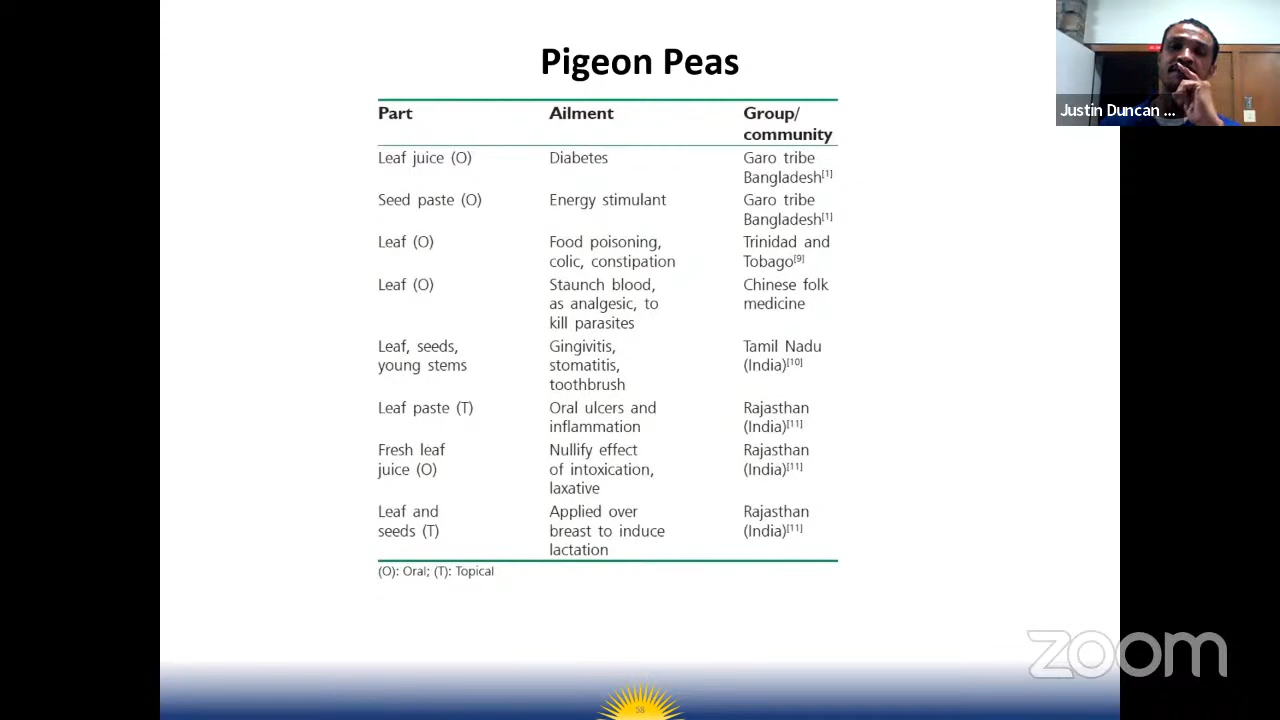 Pigeon Peas
Justin Duncan ...
Part Ailment Group/
community
Leaf juice (O) Diabetes Garo tribe
Bangladesh[1]
Seed paste (O) Energy stimulant Garo tribe
Bangladesh[1]
Leaf (O) Food poisoning, Trinidad and
colic, constipation Tobago[9]
Leaf (O) Staunch blood, Chinese folk
as analgesic, to medicine
kill parasites
Leaf, seeds, Gingivitis, Tamil Nadu
young stems stomatitis, (India)[10]
toothbrush
Leaf paste (T) Oral ulcers and Rajasthan
inflammation (India)[11]
Fresh leaf Nullify effect Rajasthan
juice (O) of intoxication, (India)[11]
laxative
Leaf and Applied over Rajasthan
seeds (T) breast to induce (India)[11]
lactation
(O): Oral; (T): Topical
zoom
58